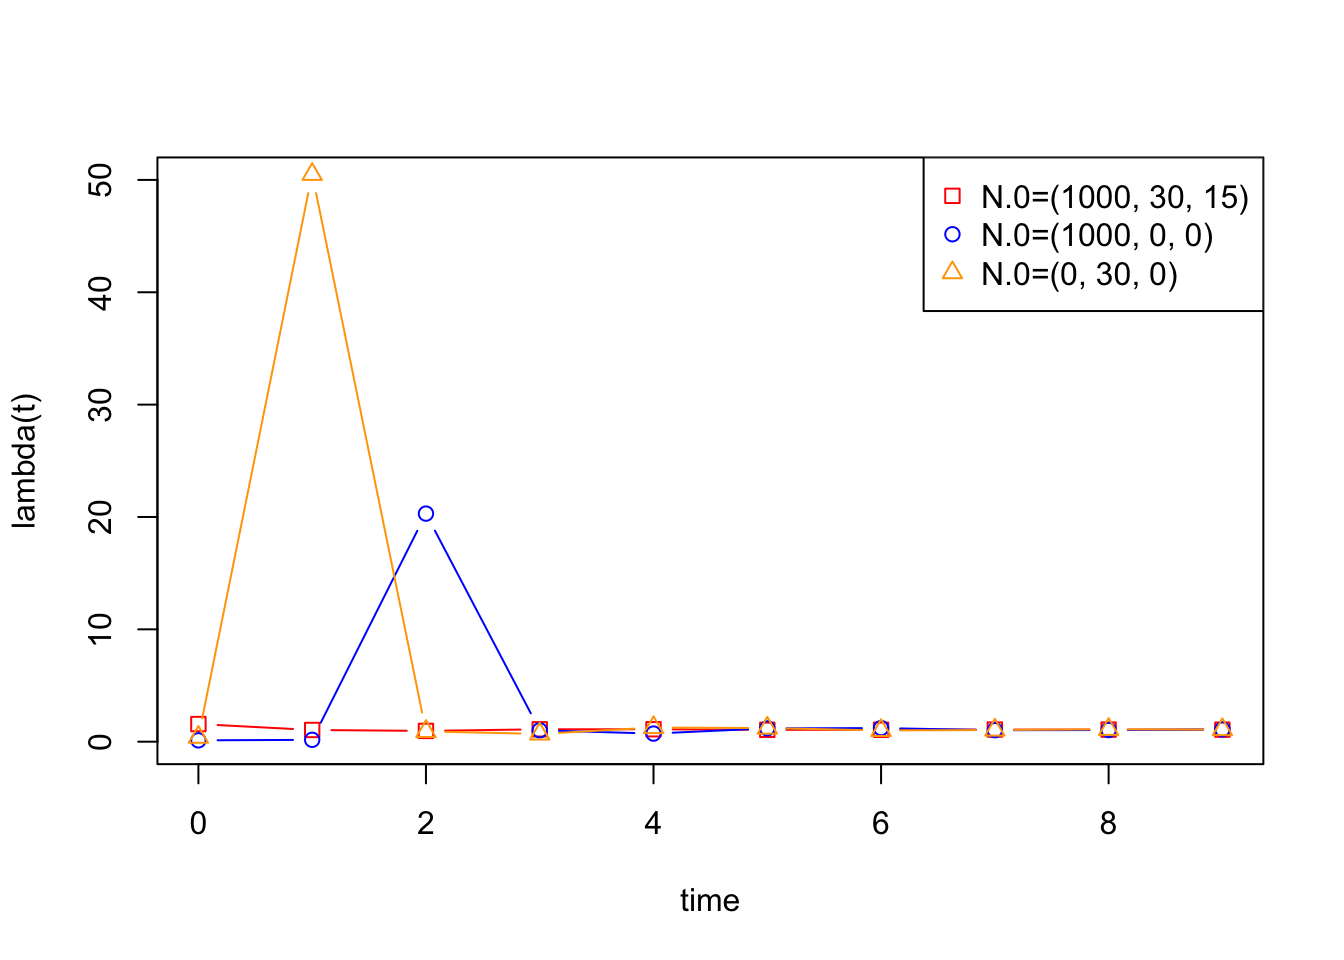 50
40
30
20
10
0
lambda(t)
N.0=(1000, 30, 15)
N.0=(1000, 0, 0)
N.0=(0, 30, 0)
0 2 4 6 8
time